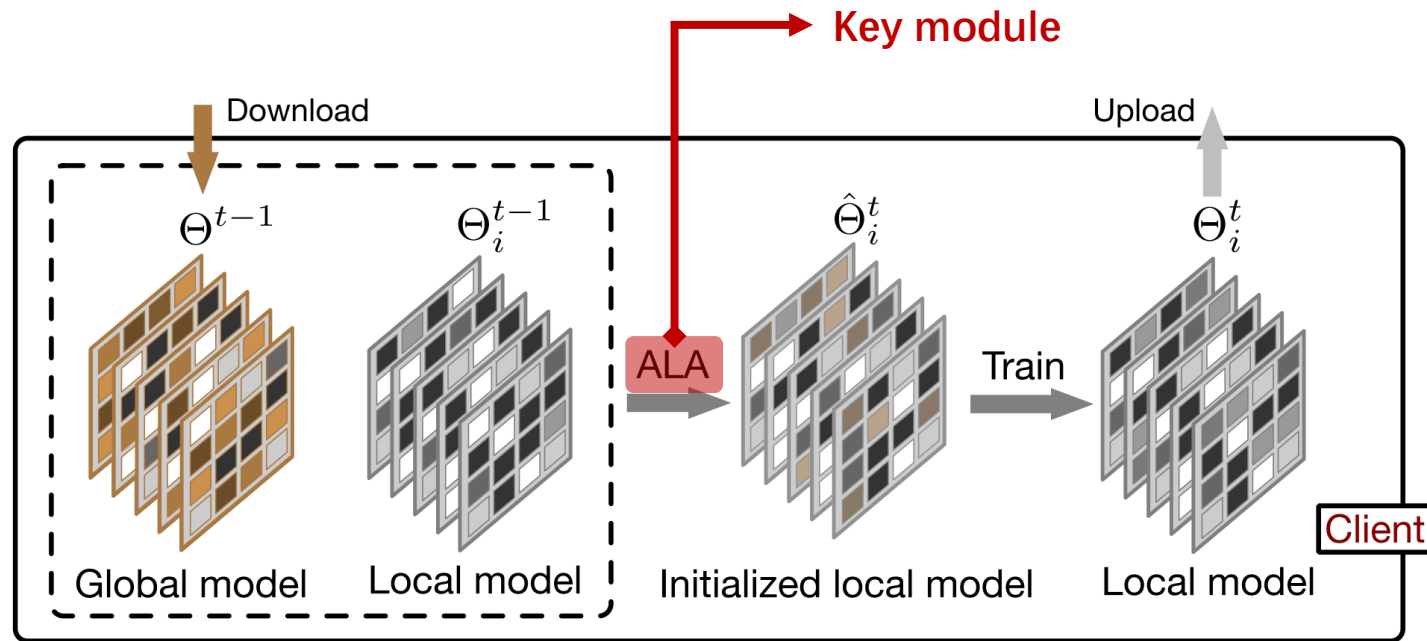 Key module
Download
Upload
Θ^{t−1}
Θ_i^{t−1}
Θ̂_i^t
Θ_i^t
ALA
Train
Client
Global model
Local model
Initialized local model
Local model